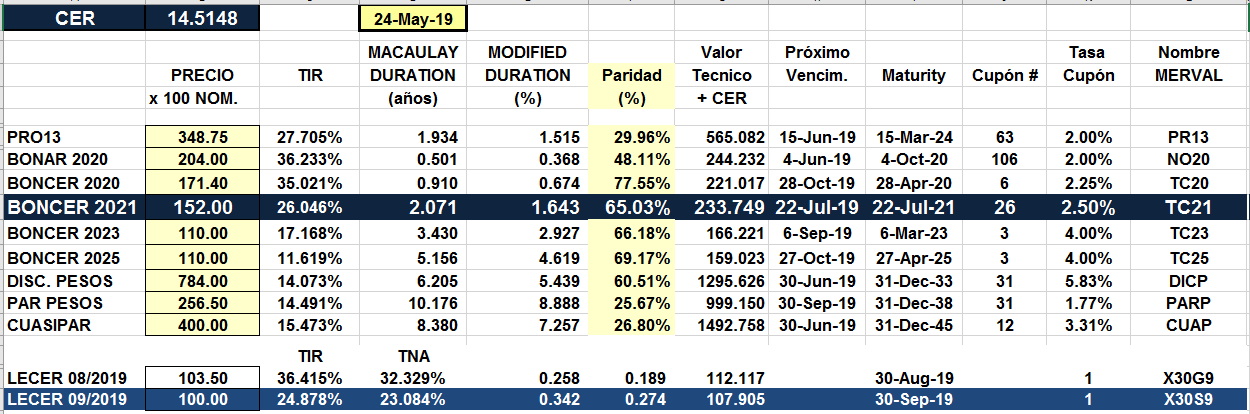 CER 14.5148 24-May-19
MACAULAY MODIFIED Valor Próximo Tasa Nombre
PRECIO TIR DURATION DURATION Paridad Tecnico Vencim. Maturity Cupón # Cupón MERVAL
x 100 NOM. (años) (%) (%) + CER
PRO13 348.75 27.705% 1.934 1.515 29.96% 565.082 15-Jun-19 15-Mar-24 63 2.00% PR13
BONAR 2020 204.00 36.233% 0.501 0.368 48.11% 244.232 4-Jun-19 4-Oct-20 106 2.00% NO20
BONCER 2020 171.40 35.021% 0.910 0.674 77.55% 221.017 28-Oct-19 28-Apr-20 6 2.25% TC20
BONCER 2021 152.00 26.046% 2.071 1.643 65.03% 233.749 22-Jul-19 22-Jul-21 26 2.50% TC21
BONCER 2023 110.00 17.168% 3.430 2.927 66.18% 166.221 6-Sep-19 6-Mar-23 3 4.00% TC23
BONCER 2025 110.00 11.619% 5.156 4.619 69.17% 159.023 27-Oct-19 27-Apr-25 3 4.00% TC25
DISC. PESOS 784.00 14.073% 6.205 5.439 60.51% 1295.626 30-Jun-19 31-Dec-33 31 5.83% DICP
PAR PESOS 256.50 14.491% 10.176 8.888 25.67% 999.150 30-Sep-19 31-Dec-38 31 1.77% PARP
CUASIPAR 400.00 15.473% 8.380 7.257 26.80% 1492.758 30-Jun-19 31-Dec-45 12 3.31% CUAP
TIR TNA
LECER 08/2019 103.50 36.415% 32.329% 0.258 0.189 112.117 30-Aug-19 1 X30G9
LECER 09/2019 100.00 24.878% 23.084% 0.342 0.274 107.905 30-Sep-19 1 X30S9